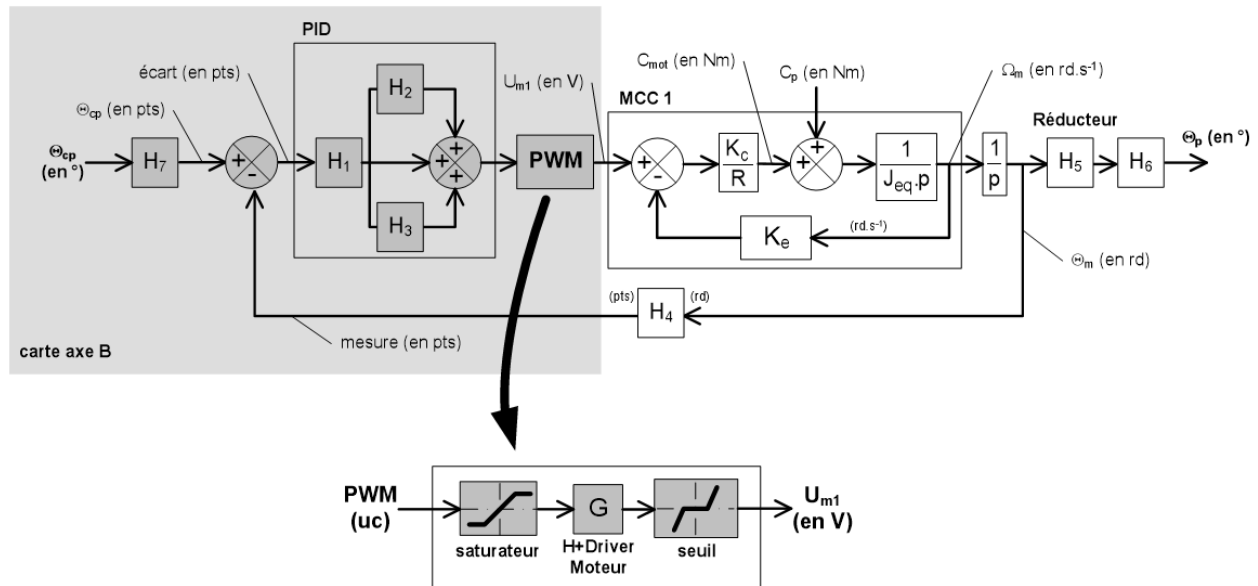 PID
écart (en pts)
Θcp (en pts)
Θcp
(en °)
H7
+
-
H1
H2
H3
+
+
+
PWM
Um1 (en V)
MCC 1
Cmot (en Nm)
Cp (en Nm)
Ωm (en rd.s⁻¹)
+
-
Kc
R
+
+
1
Jeq.p
Ke
(rd.s⁻¹)
1
p
Réducteur
H5
H6
Θp (en °)
Θm (en rd)
(pts)
H4
(rd)
mesure (en pts)
carte axe B
PWM
(uc)
saturateur
G
H+Driver
Moteur
seuil
Um1
(en V)